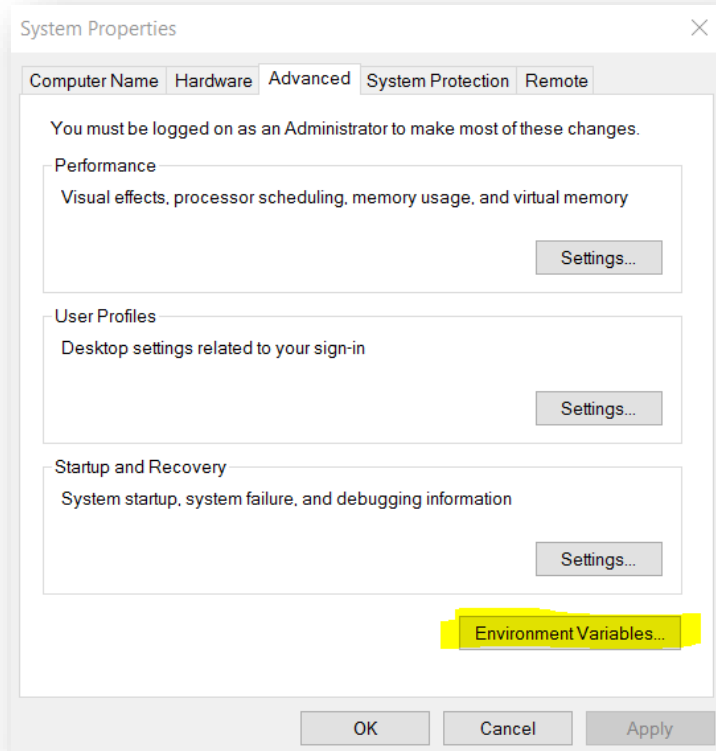 System Properties
Computer Name Hardware Advanced System Protection Remote
You must be logged on as an Administrator to make most of these changes.
Performance
Visual effects, processor scheduling, memory usage, and virtual memory
Settings...
User Profiles
Desktop settings related to your sign-in
Settings...
Startup and Recovery
System startup, system failure, and debugging information
Settings...
Environment Variables...
OK Cancel Apply